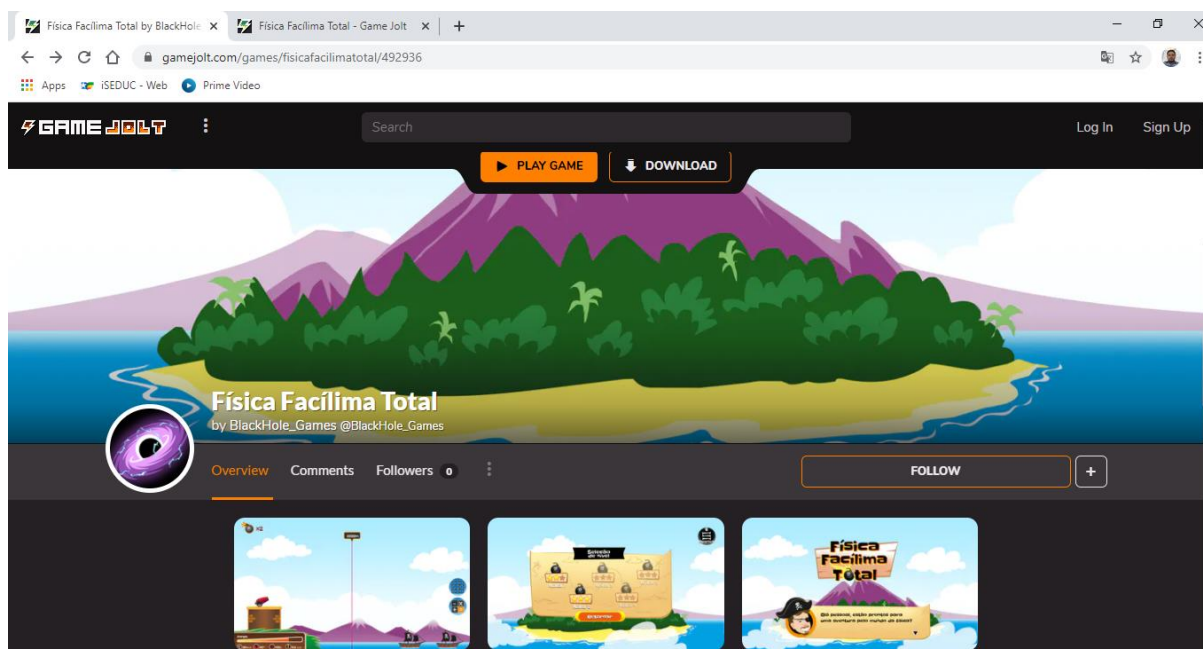 Física Facílima Total by BlackHole
Física Facílima Total - Game Jolt
gamejolt.com/games/fisicafacilimatotal/492936
Apps
iSEDUC - Web
Prime Video
GAME JOLT
Search
Log In
Sign Up
PLAY GAME
DOWNLOAD
Física Facílima Total
by BlackHole_Games @BlackHole_Games
Overview
Comments
Followers 0
FOLLOW
+
Física
Facílima
Total